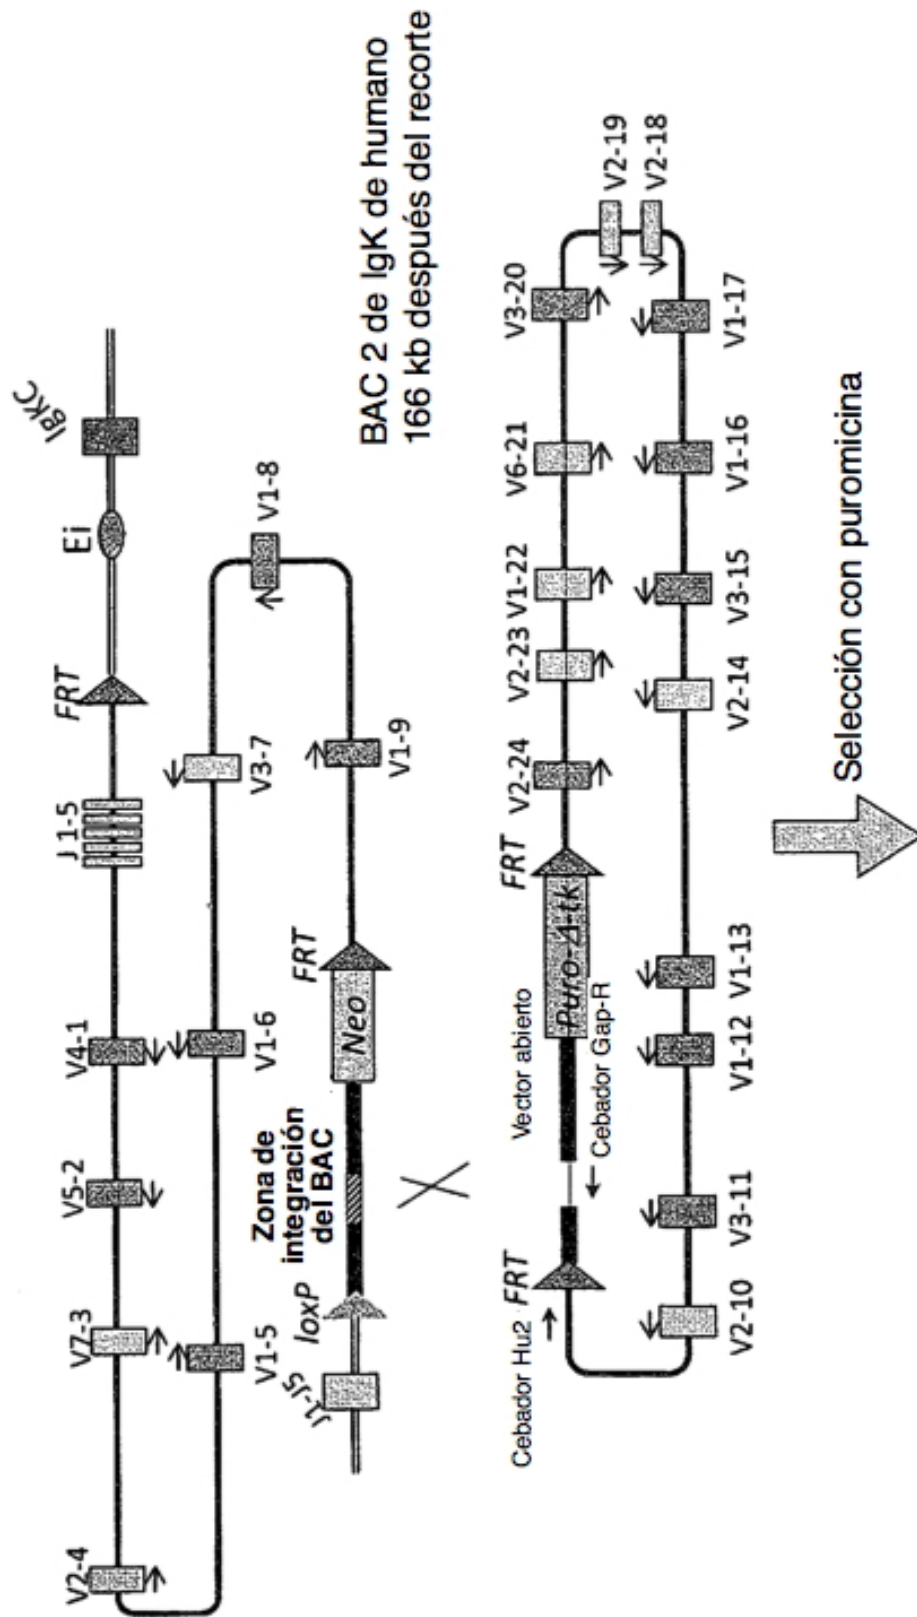 IgKC
Ei
FRT
J 1-5
V4-1
V5-2
V7-3
V2-4
V1-5
V1-6
V3-7
V1-8
V1-9
FRT
Neo
Zona de
integración
del BAC
loxP
J1-J5
BAC 2 de IgK de humano
166 kb después del recorte
Cebador Hu2
FRT
Vector abierto
Cebador Gap-R
Puro-Δ-tk
FRT
V2-24
V2-23
V1-22
V6-21
V3-20
V2-19
V2-18
V1-17
V1-16
V3-15
V2-14
V1-13
V1-12
V3-11
V2-10
Selección con puromicina